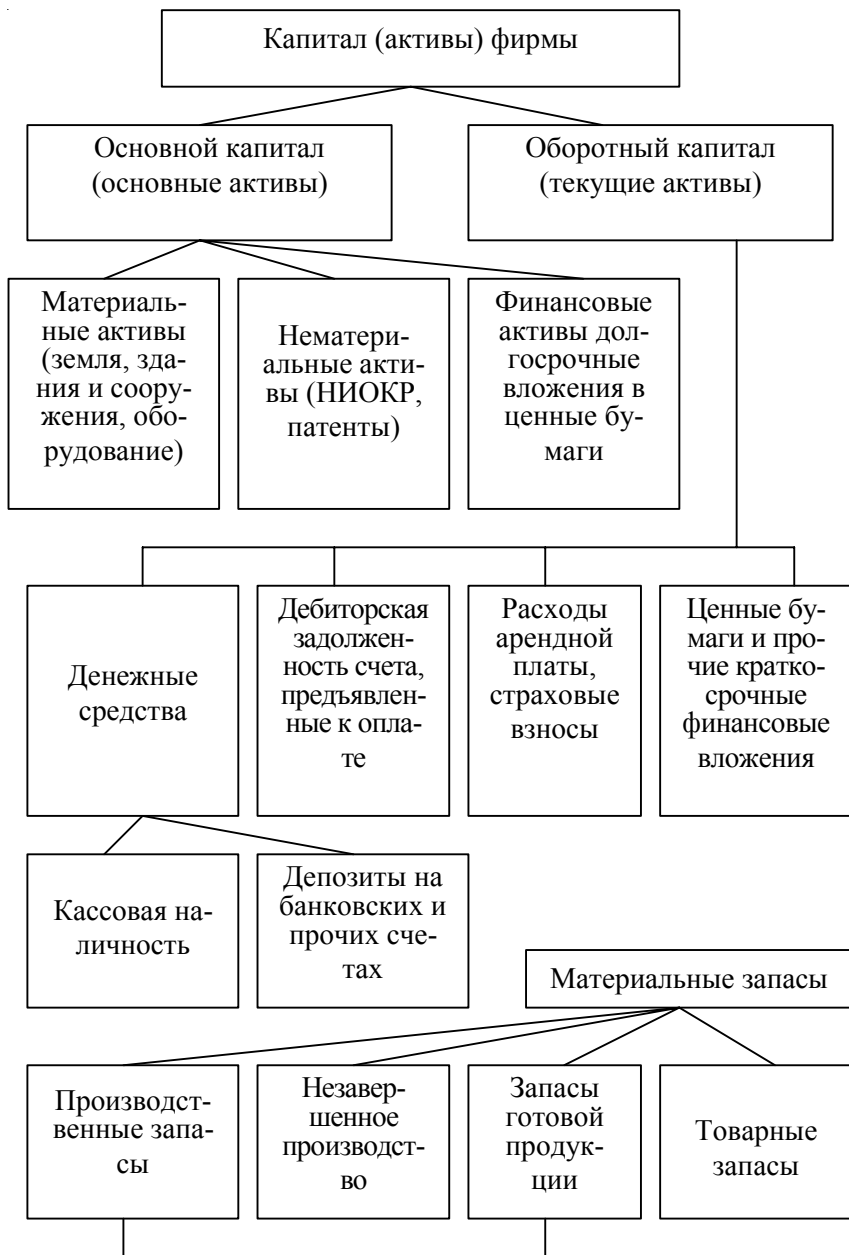 Капитал (активы) фирмы
Основной капитал
(основные активы)
Оборотный капитал
(текущие активы)
Материаль-
ные активы
(земля, зда-
ния и соору-
жения, обо-
рудование)
Нематери-
альные акти-
вы (НИОКР,
патенты)
Финансовые
активы дол-
госрочные
вложения в
ценные бу-
маги
Денежные
средства
Дебиторская
задолжен-
ность счета,
предъявлен-
ные к опла-
те
Расходы
арендной
платы,
страховые
взносы
Ценные бу-
маги и про-
чие кратко-
срочные
финансовые
вложения
Кассовая на-
личность
Депозиты на
банковских и
прочих сче-
тах
Материальные запасы
Производст-
венные запа-
сы
Незавер-
шенное
производст-
во
Запасы
готовой
продук-
ции
Товарные
запасы